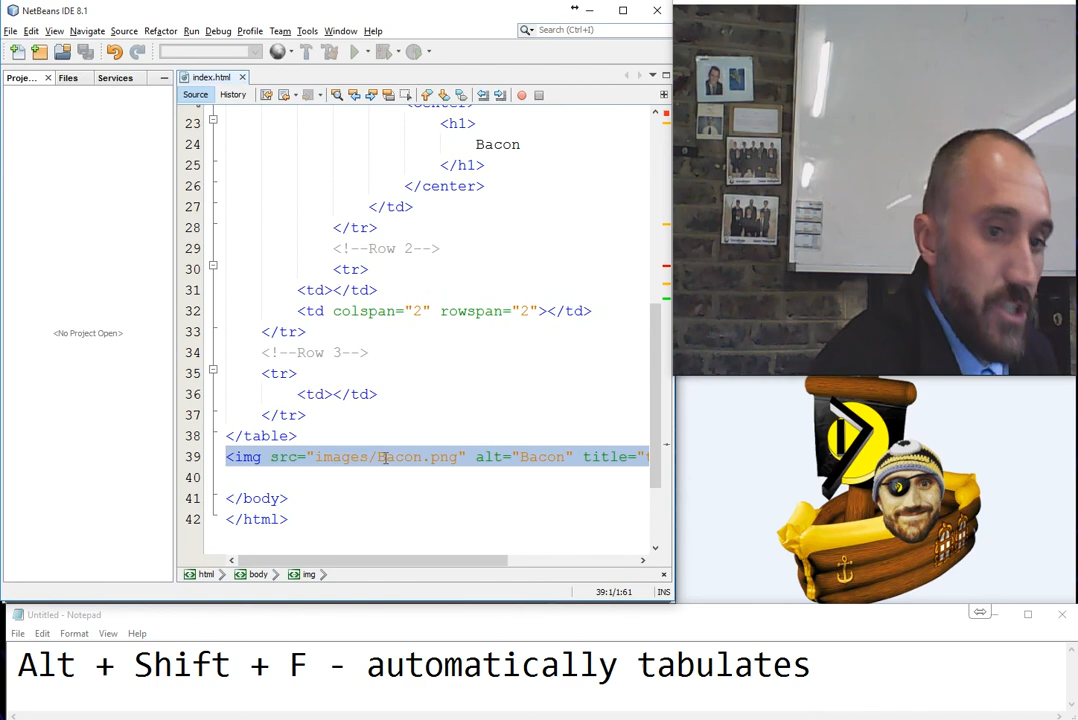 NetBeans IDE 8.1
File Edit View Navigate Source Refactor Run Debug Profile Team Tools Window Help
Search (Ctrl+I)
Proje... Files Services
index.html
Source History
<No Project Open>
23 <h1>
24 Bacon
25 </h1>
26 </center>
27 </td>
28 </tr>
29 <!--Row 2-->
30 <tr>
31 <td></td>
32 <td colspan="2" rowspan="2"></td>
33 </tr>
34 <!--Row 3-->
35 <tr>
36 <td></td>
37 </tr>
38 </table>
39 <img src="images/Bacon.png" alt="Bacon" title="
40
41 </body>
42 </html>
html body img
39:1/1:61 INS
Untitled - Notepad
File Edit Format View Help
Alt + Shift + F - automatically tabulates